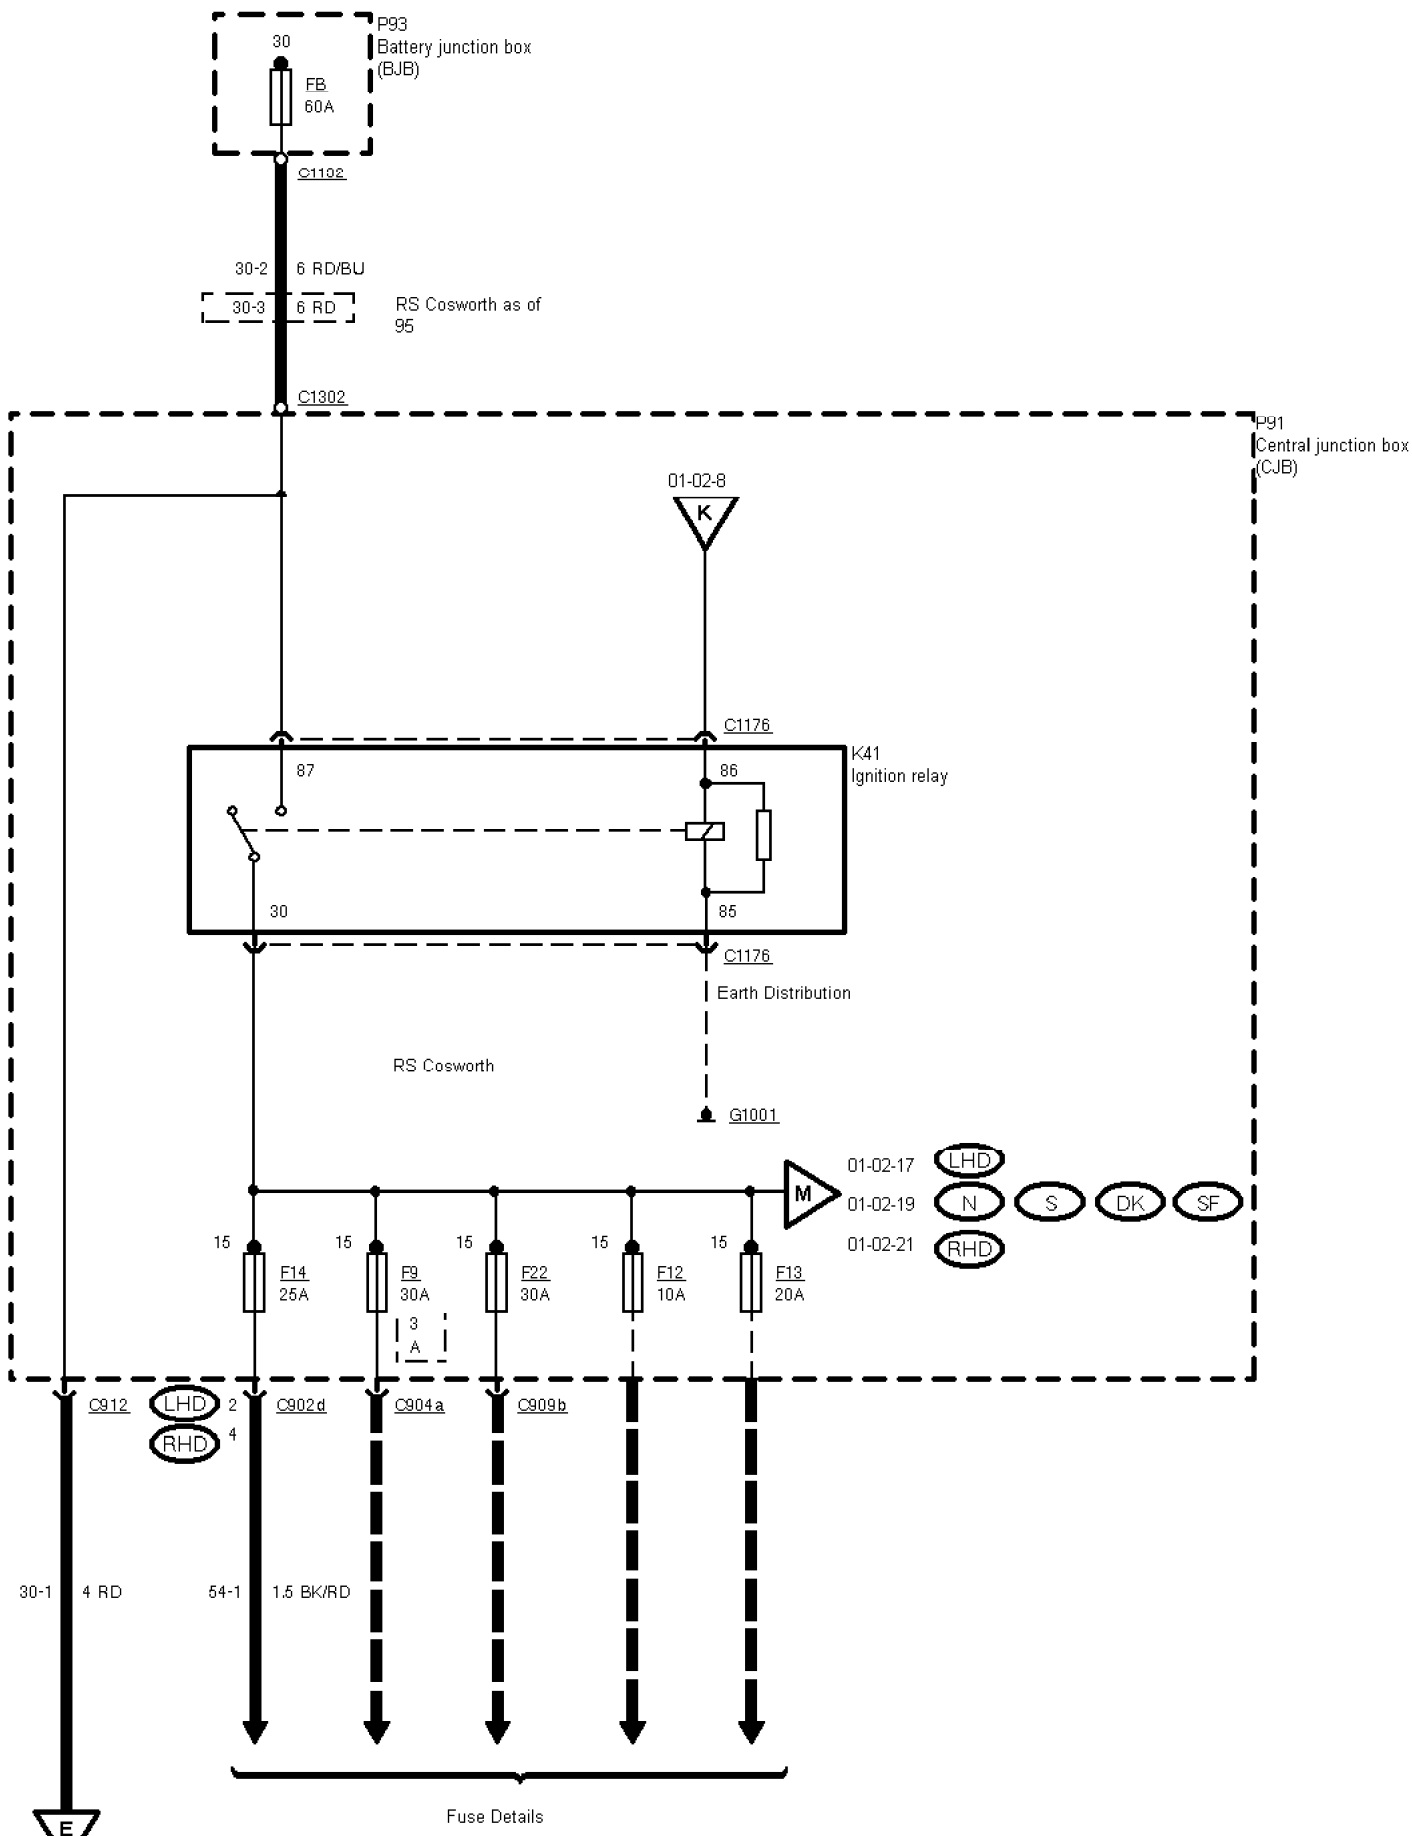 P93
30
Battery junction box
(BJB)
FB
60A
C1102
30-2 6 RD/BU
30-3 6 RD
RS Cosworth as of
95
C1302
P91
Central junction box
(CJB)
01-02-8
K
C1176
K41
87
86
Ignition relay
30
85
C1176
Earth Distribution
RS Cosworth
G1001
01-02-17 LHD
M
01-02-19 N S DK SF
01-02-21 RHD
15 15 15 15 15
F14 F9 F22 F12 F13
25A 30A 30A 10A 20A
3
A
C912 LHD 2 C902d C904a C909b
RHD 4
30-1 4 RD 54-1 1.5 BK/RD
Fuse Details
E